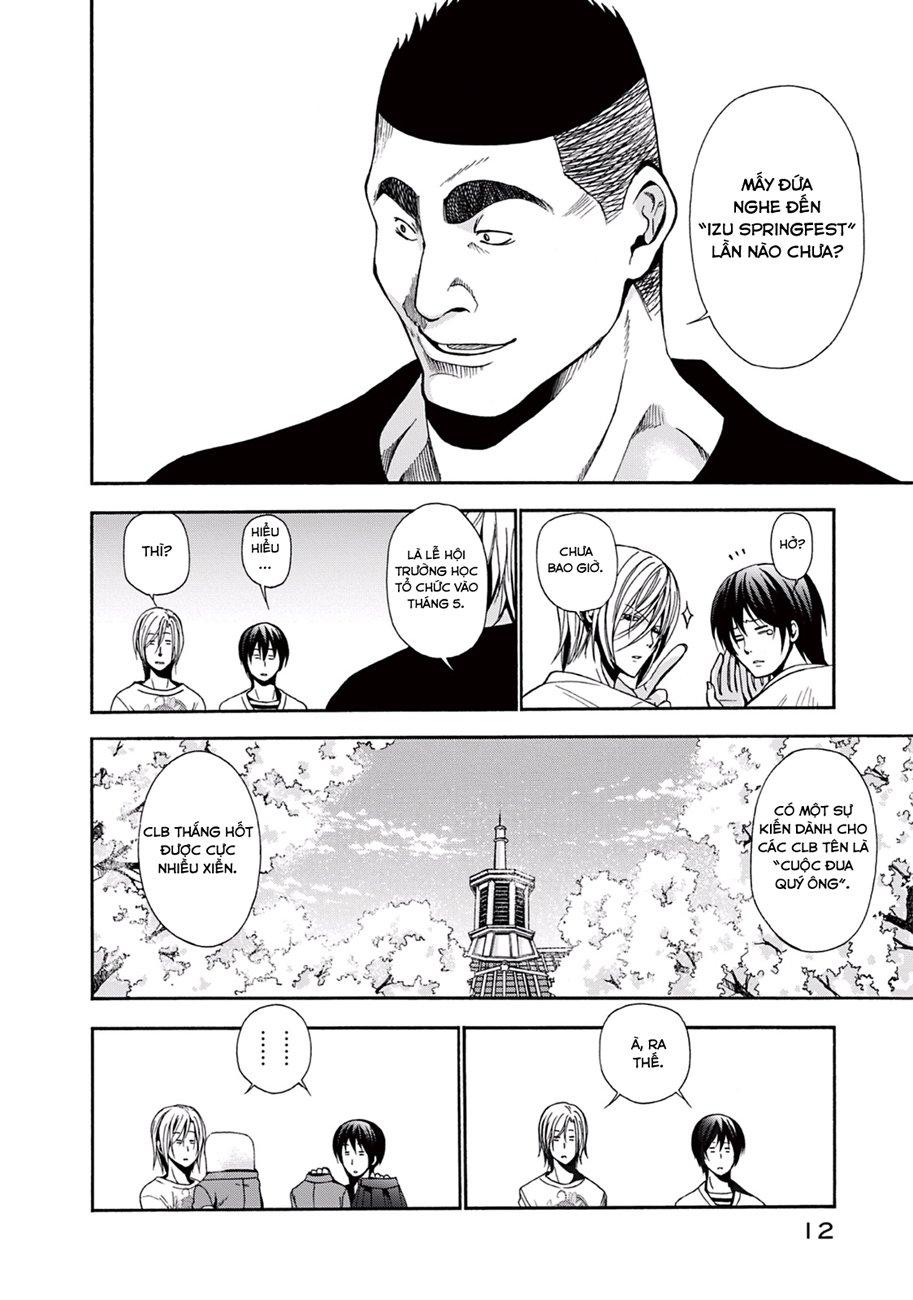 MẤY ĐỨA
NGHE ĐẾN
“IZU SPRINGFEST”
LẦN NÀO CHƯA?
HỞ?
CHƯA
BAO GIỜ.
LÀ LỄ HỘI
TRƯỜNG HỌC
TỔ CHỨC VÀO
THÁNG 5.
HIỂU
HIỂU
...
THÌ?
CÓ MỘT SỰ
KIẾN DÀNH CHO
CÁC CLB TÊN LÀ
“CUỘC ĐUA
QUÝ ÔNG”.
CLB THẮNG HỐT
ĐƯỢC CỰC
NHIỀU XIỀN.
À, RA
THẾ.
......
......
12